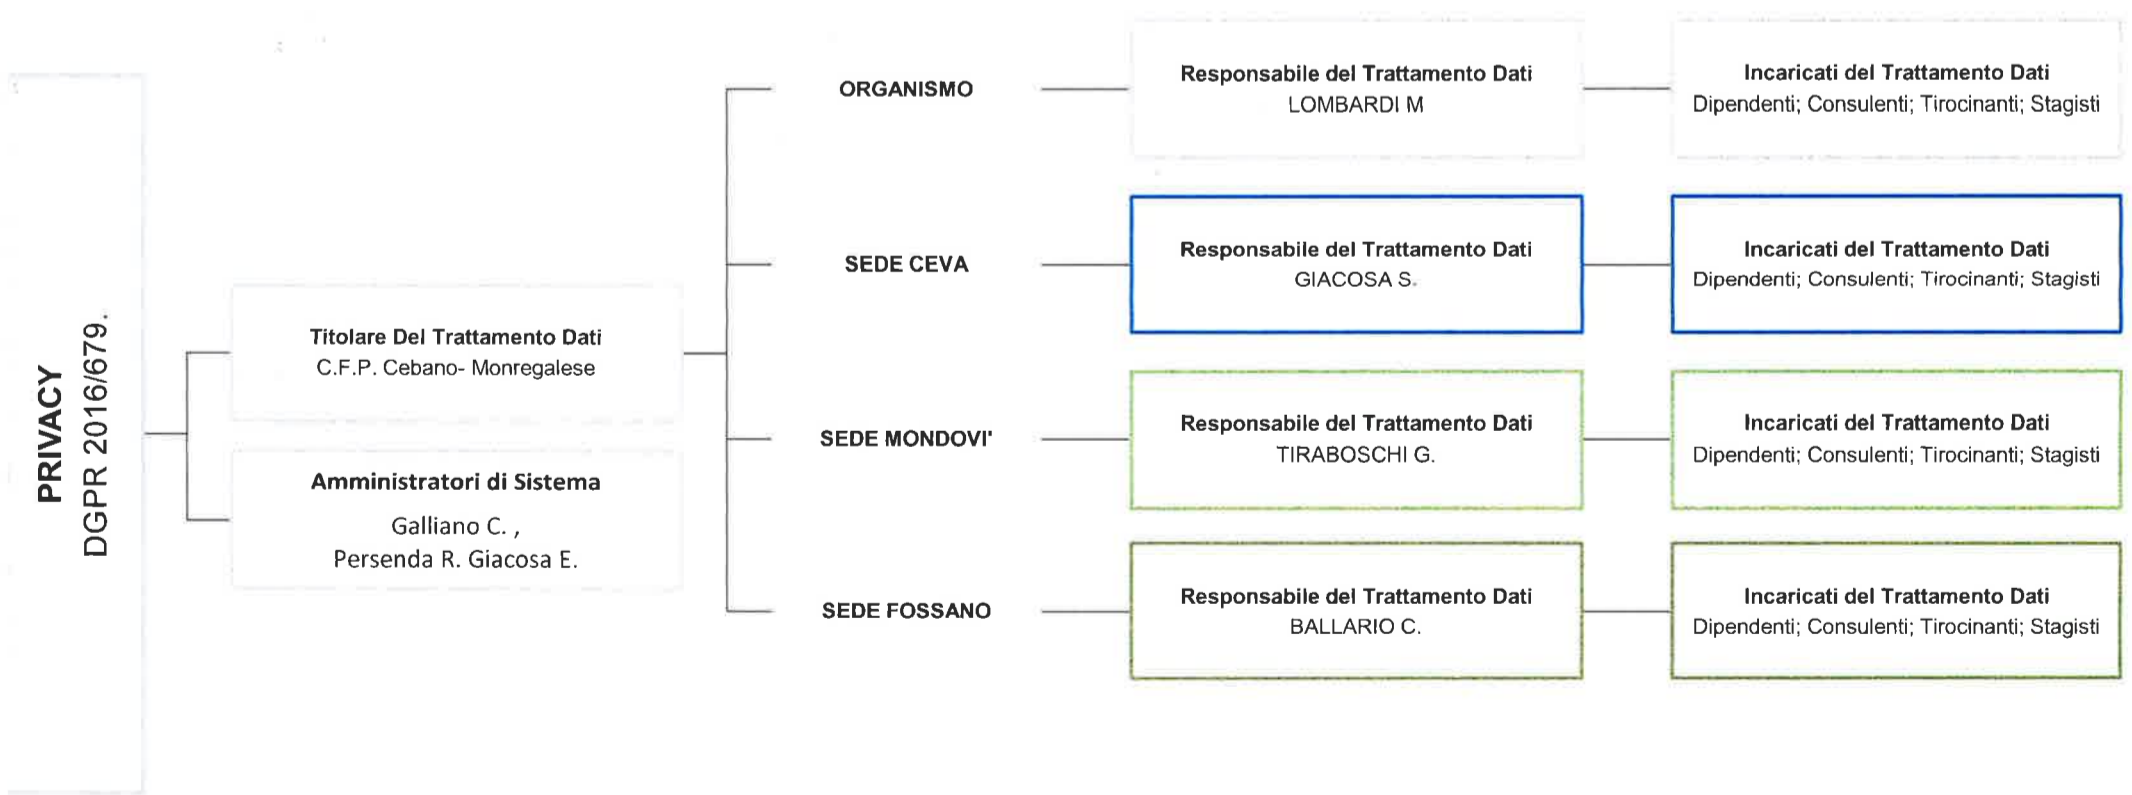 PRIVACY
DGPR 2016/679.
Titolare Del Trattamento Dati
C.F.P. Cebano- Monregalese
Amministratori di Sistema
Galliano C. ,
Persenda R. Giacosa E.
ORGANISMO
Responsabile del Trattamento Dati
LOMBARDI M
Incaricati del Trattamento Dati
Dipendenti; Consulenti; Tirocinanti; Stagisti
SEDE CEVA
Responsabile del Trattamento Dati
GIACOSA S.
Incaricati del Trattamento Dati
Dipendenti; Consulenti; Tirocinanti; Stagisti
SEDE MONDOVI'
Responsabile del Trattamento Dati
TIRABOSCHI G.
Incaricati del Trattamento Dati
Dipendenti; Consulenti; Tirocinanti; Stagisti
SEDE FOSSANO
Responsabile del Trattamento Dati
BALLARIO C.
Incaricati del Trattamento Dati
Dipendenti; Consulenti; Tirocinanti; Stagisti